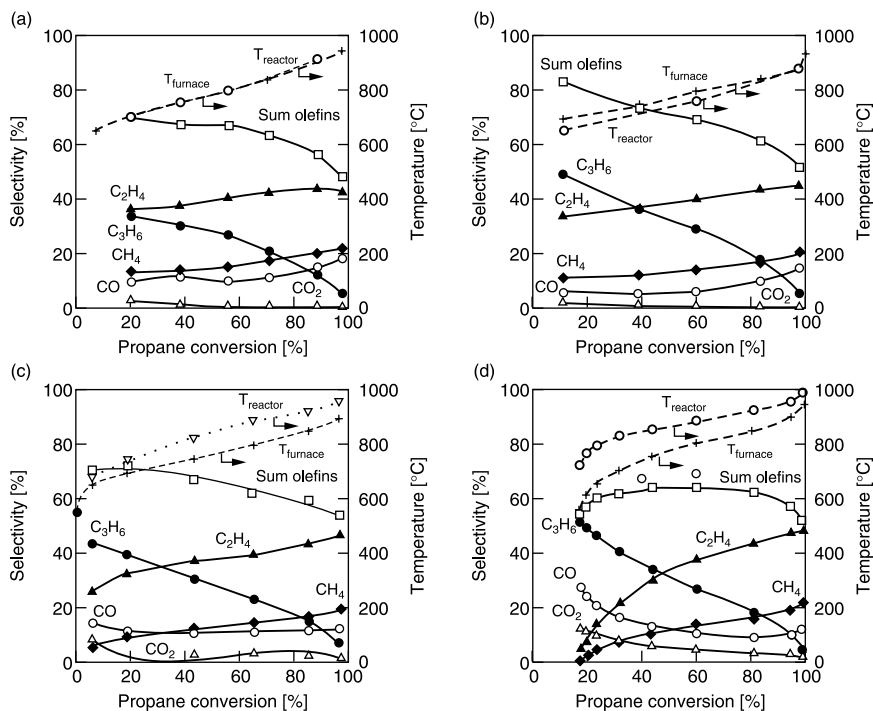 (a)
100
80
60
40
20
0
1000
800
600
400
200
0
0 20 40 60 80 100
Selectivity [%]
Temperature [°C]
Propane conversion [%]
T_reactor
T_furnace
Sum olefins
C₂H₄
C₃H₆
CH₄
CO
CO₂
(b)
100
80
60
40
20
0
1000
800
600
400
200
0
0 20 40 60 80 100
Selectivity [%]
Temperature [°C]
Propane conversion [%]
Sum olefins
T_furnace
T_reactor
C₃H₆
C₂H₄
CH₄
CO
CO₂
(c)
100
80
60
40
20
0
1000
800
600
400
200
0
0 20 40 60 80 100
Selectivity [%]
Temperature [°C]
Propane conversion [%]
T_reactor
T_furnace
Sum olefins
C₃H₆
C₂H₄
CH₄
CO
CO₂
(d)
100
80
60
40
20
0
1000
800
600
400
200
0
0 20 40 60 80 100
Selectivity [%]
Temperature [°C]
Propane conversion [%]
T_reactor
T_furnace
Sum olefins
C₃H₆
C₂H₄
CO
CO₂
CH₄